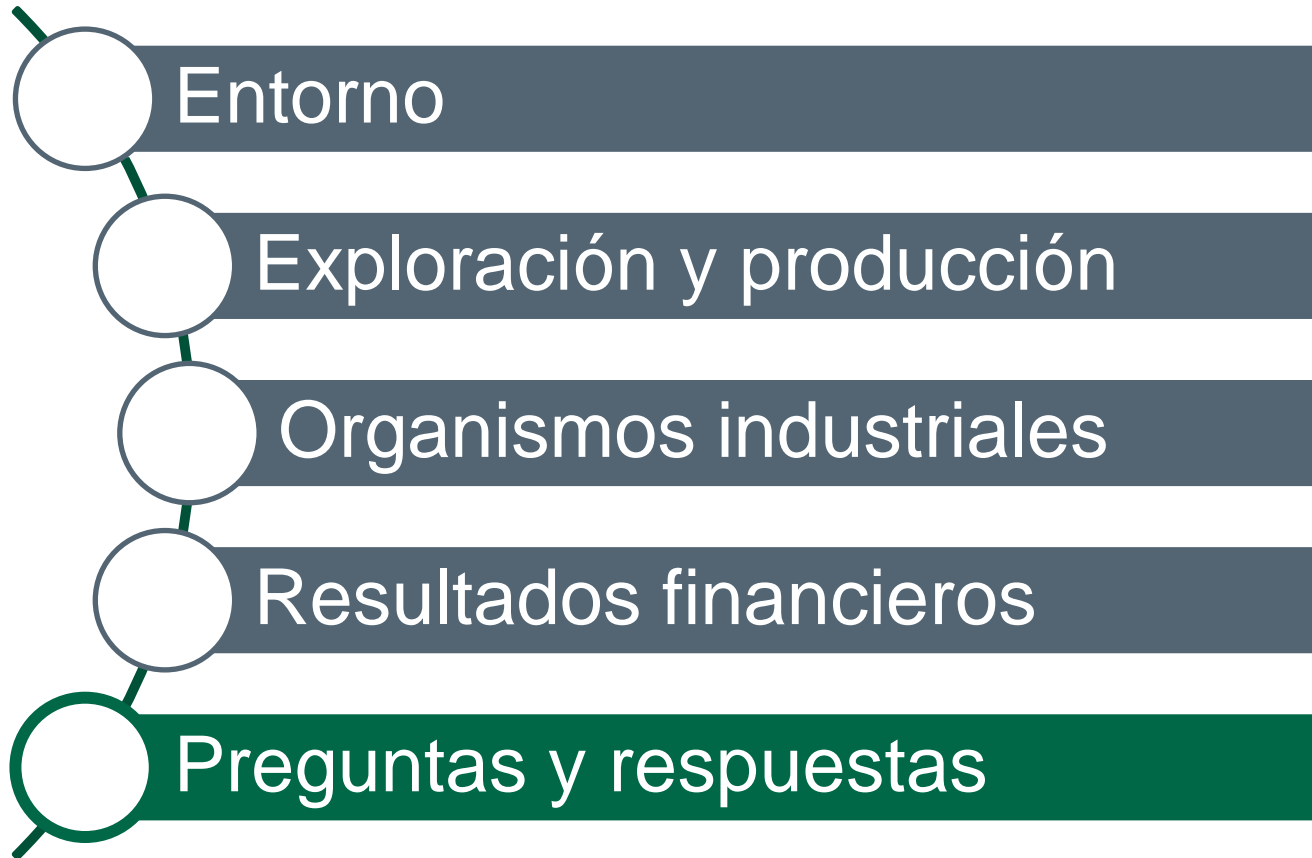 Entorno
Exploración y producción
Organismos industriales
Resultados financieros
Preguntas y respuestas